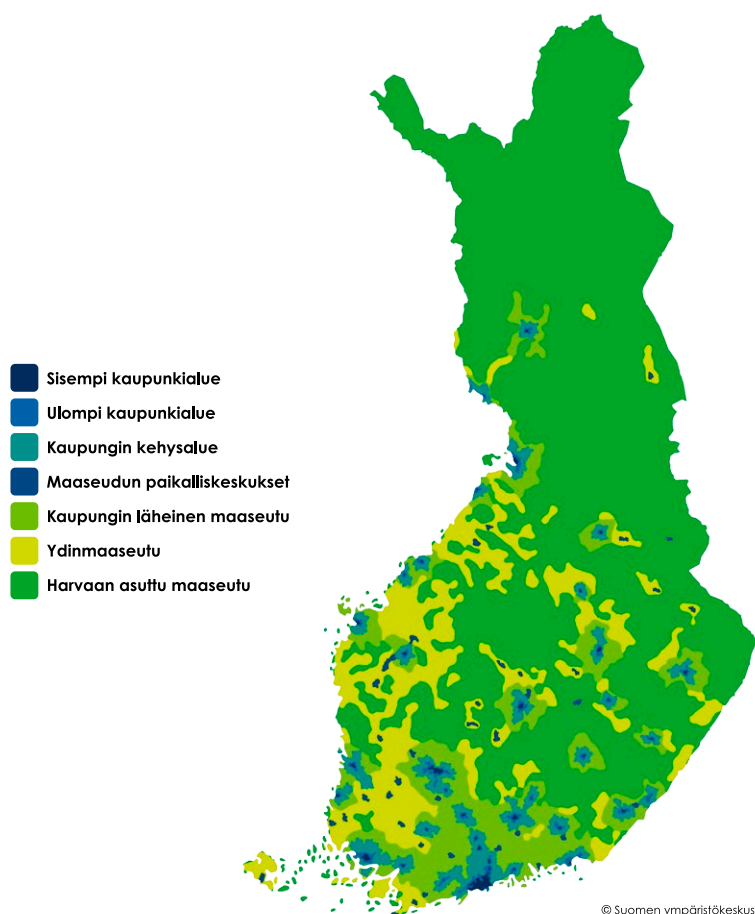 Sisempi kaupunkialue
Ulompi kaupunkialue
Kaupungin kehysalue
Maaseudun paikalliskeskukset
Kaupungin läheinen maaseutu
Ydinmaaseutu
Harvaan asuttu maaseutu
© Suomen ympäristökeskus